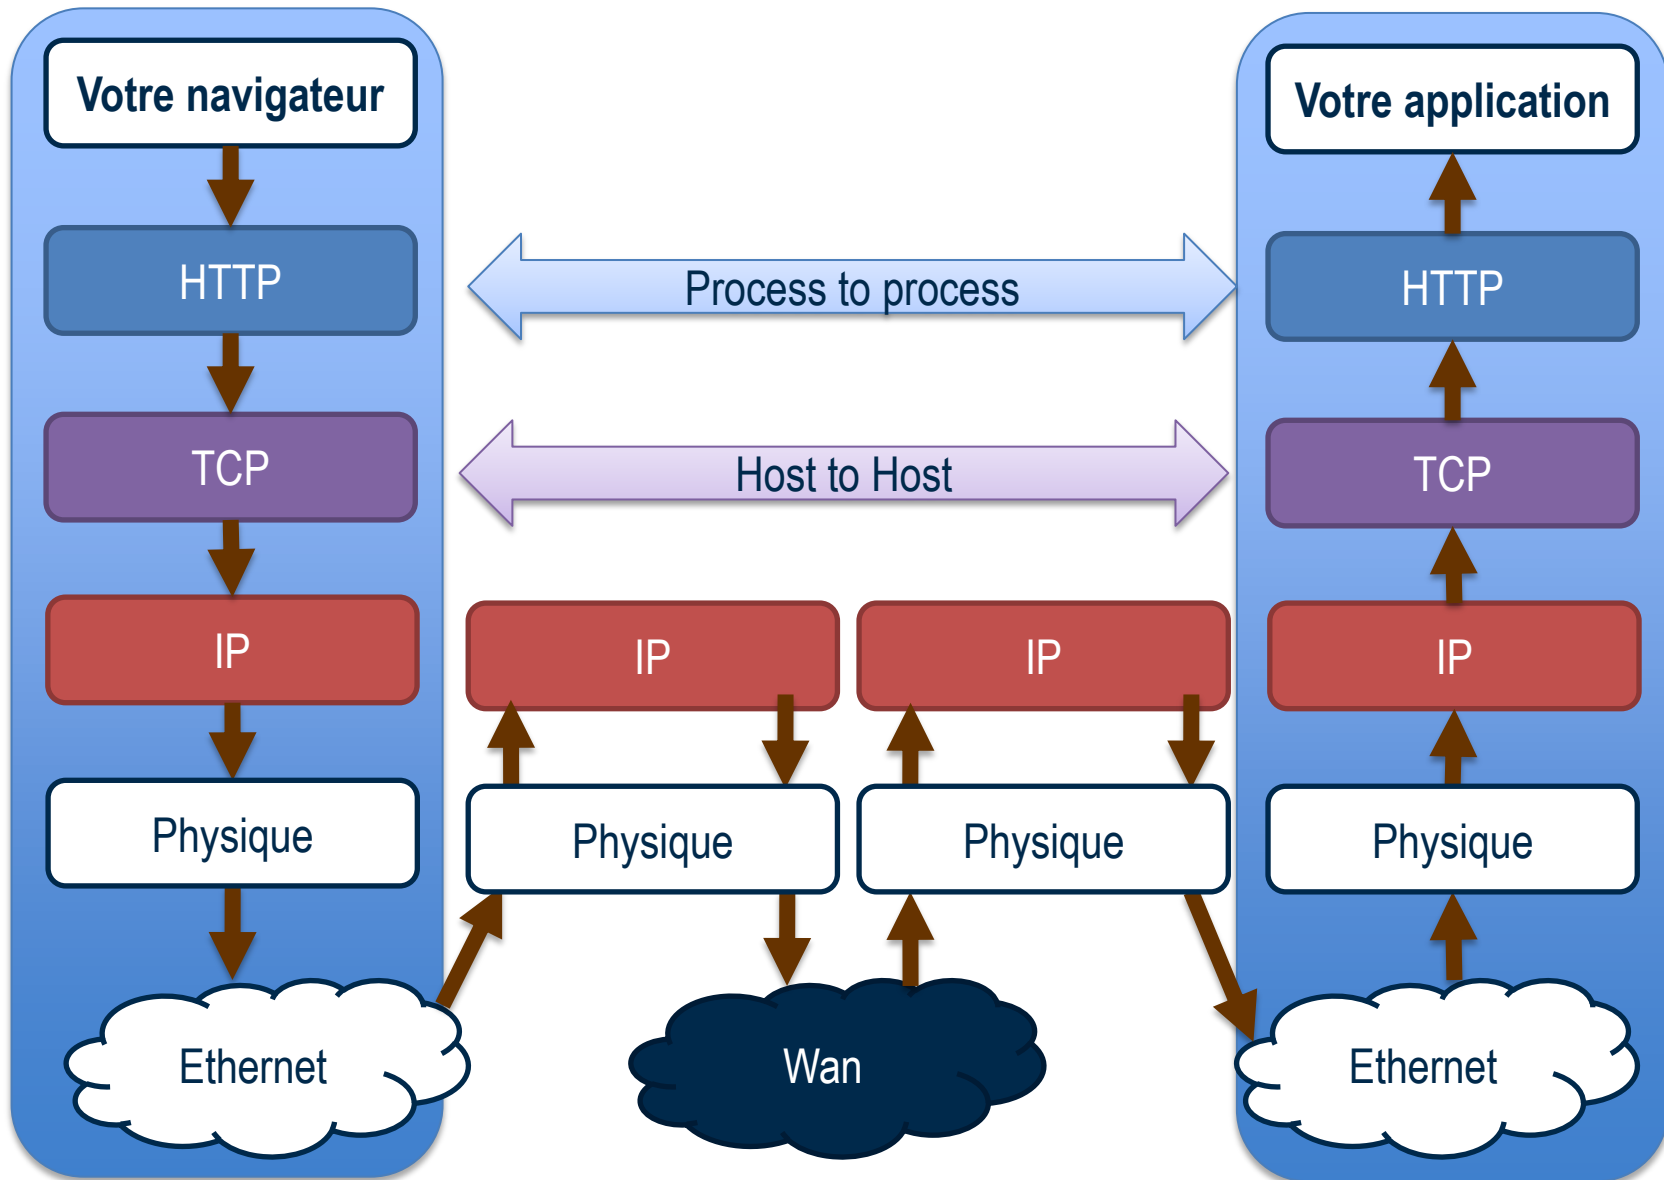 Votre navigateur
Votre application
HTTP
Process to process
HTTP
TCP
Host to Host
TCP
IP
IP
IP
IP
Physique
Physique
Physique
Physique
Ethernet
Wan
Ethernet